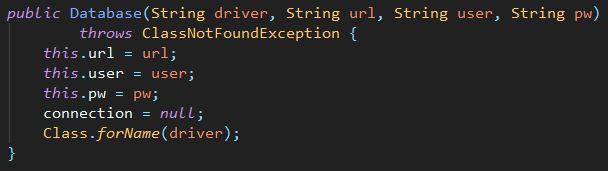 public Database(String driver, String url, String user, String pw)
        throws ClassNotFoundException {
    this.url = url;
    this.user = user;
    this.pw = pw;
    connection = null;
    Class.forName(driver);
}